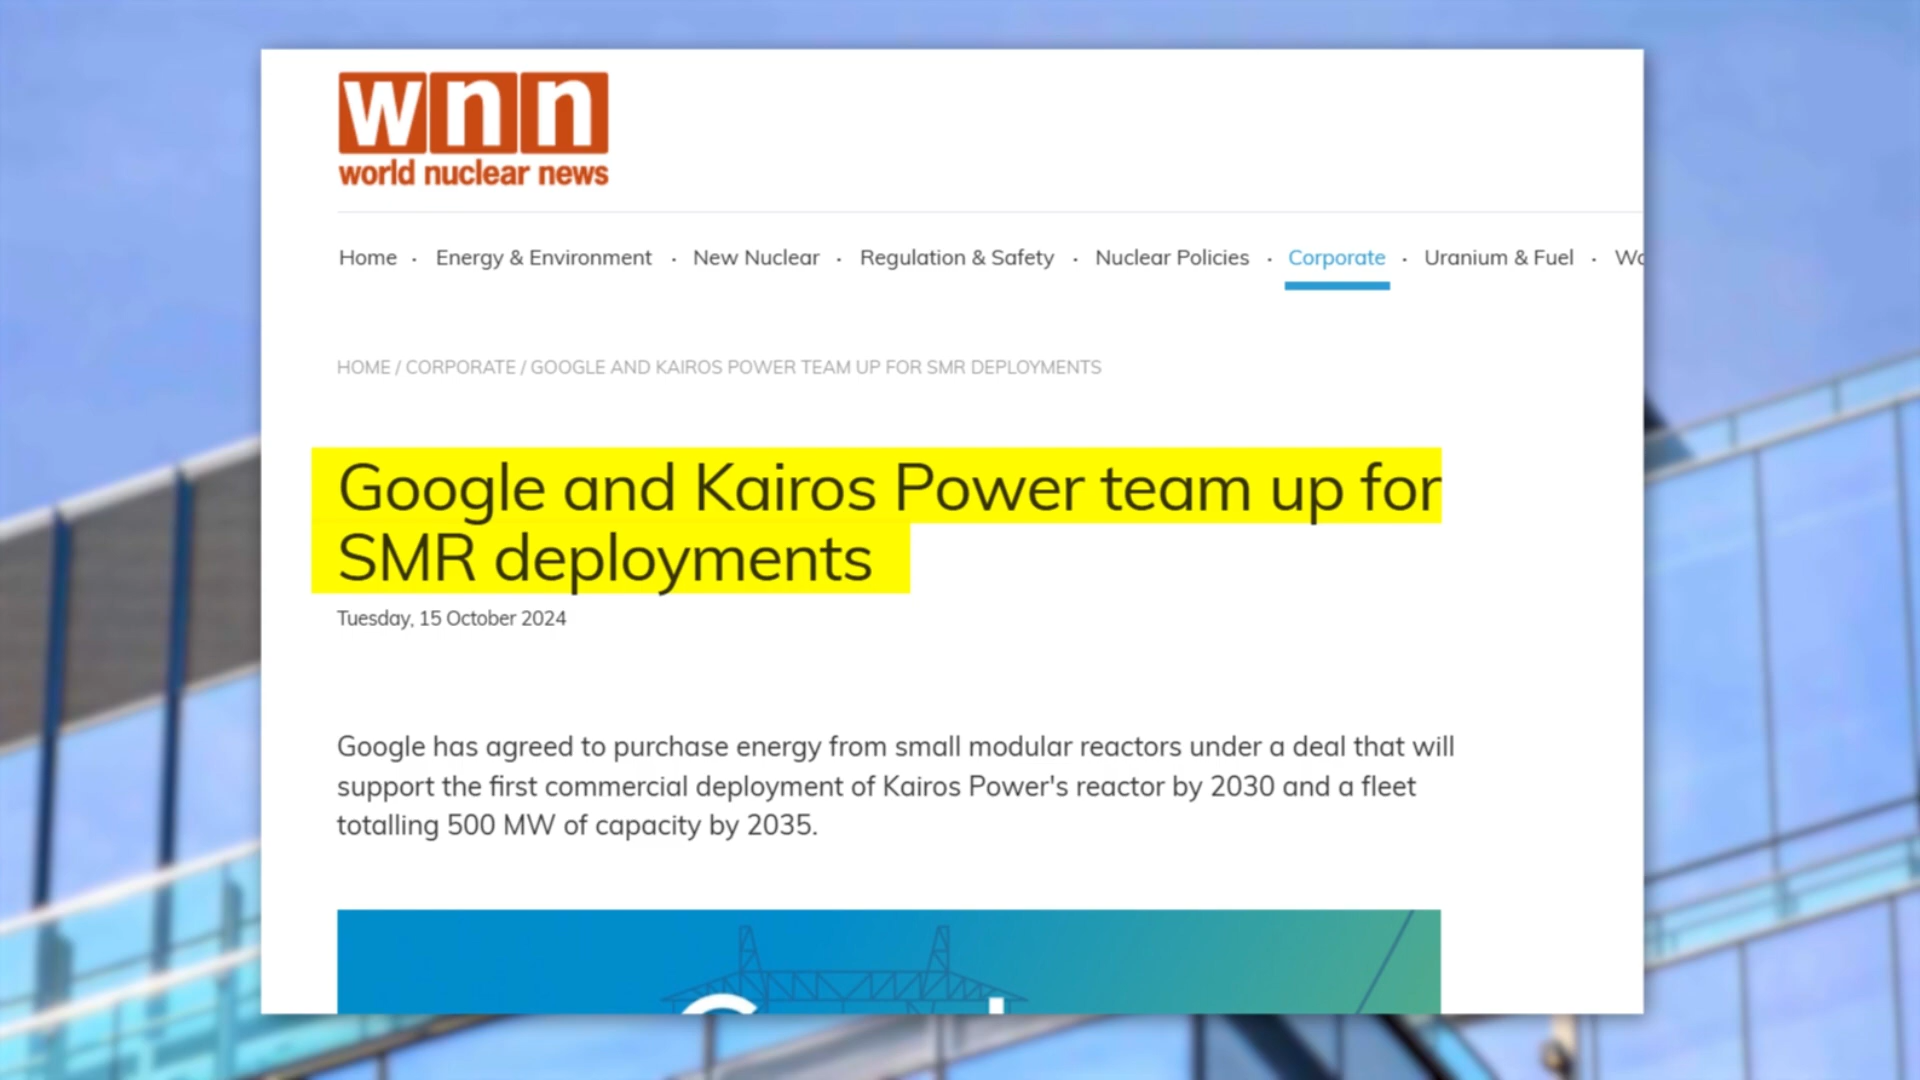 wnn
world nuclear news
Home · Energy & Environment · New Nuclear · Regulation & Safety · Nuclear Policies · Corporate · Uranium & Fuel ·
HOME / CORPORATE / GOOGLE AND KAIROS POWER TEAM UP FOR SMR DEPLOYMENTS
Google and Kairos Power team up for
SMR deployments
Tuesday, 15 October 2024
Google has agreed to purchase energy from small modular reactors under a deal that will
support the first commercial deployment of Kairos Power's reactor by 2030 and a fleet
totalling 500 MW of capacity by 2035.